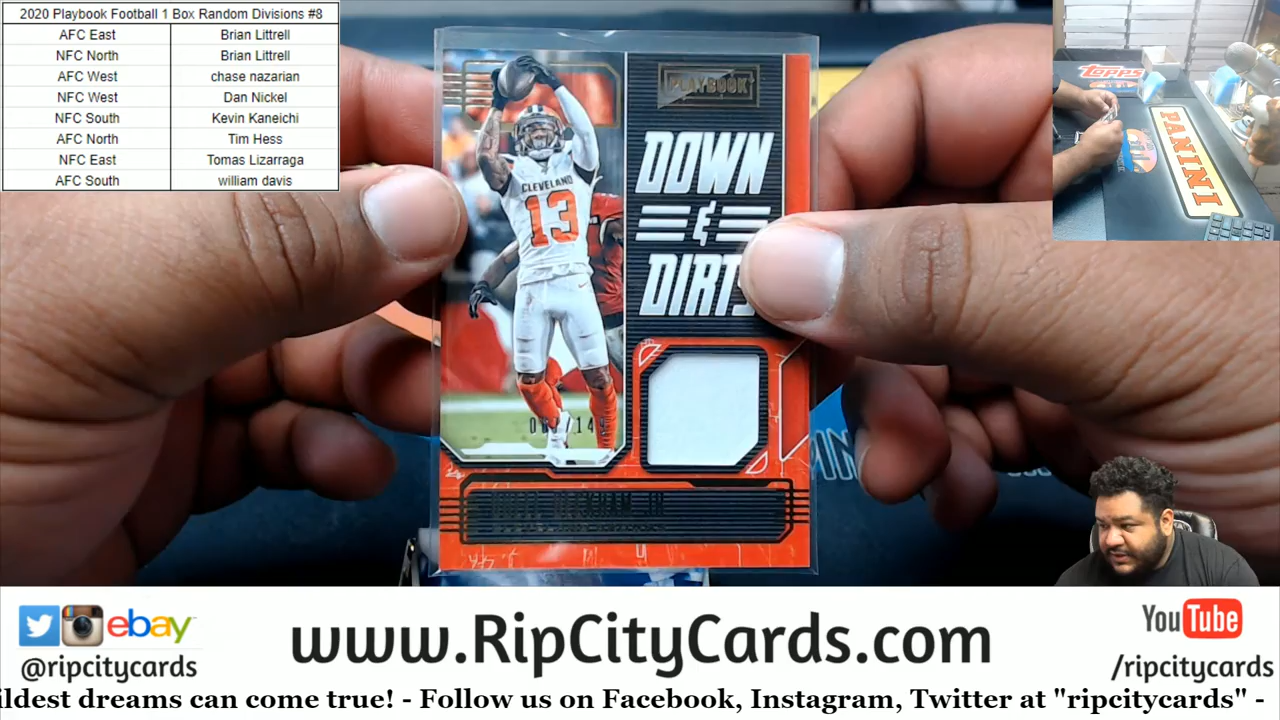 2020 Playbook Football 1 Box Random Divisions #8
AFC East Brian Littrell
NFC North Brian Littrell
AFC West chase nazarian
NFC West Dan Nickel
NFC South Kevin Kaneichi
AFC North Tim Hess
NFC East Tomas Lizarraga
AFC South william davis
Topps
PANINI
PLAYBOOK
DOWN
&
DIRTY
CLEVELAND
13
ebay
@ripcitycards
www.RipCityCards.com
YouTube
/ripcitycards
ildest dreams can come true! - Follow us on Facebook, Instagram, Twitter at "ripcitycards" -